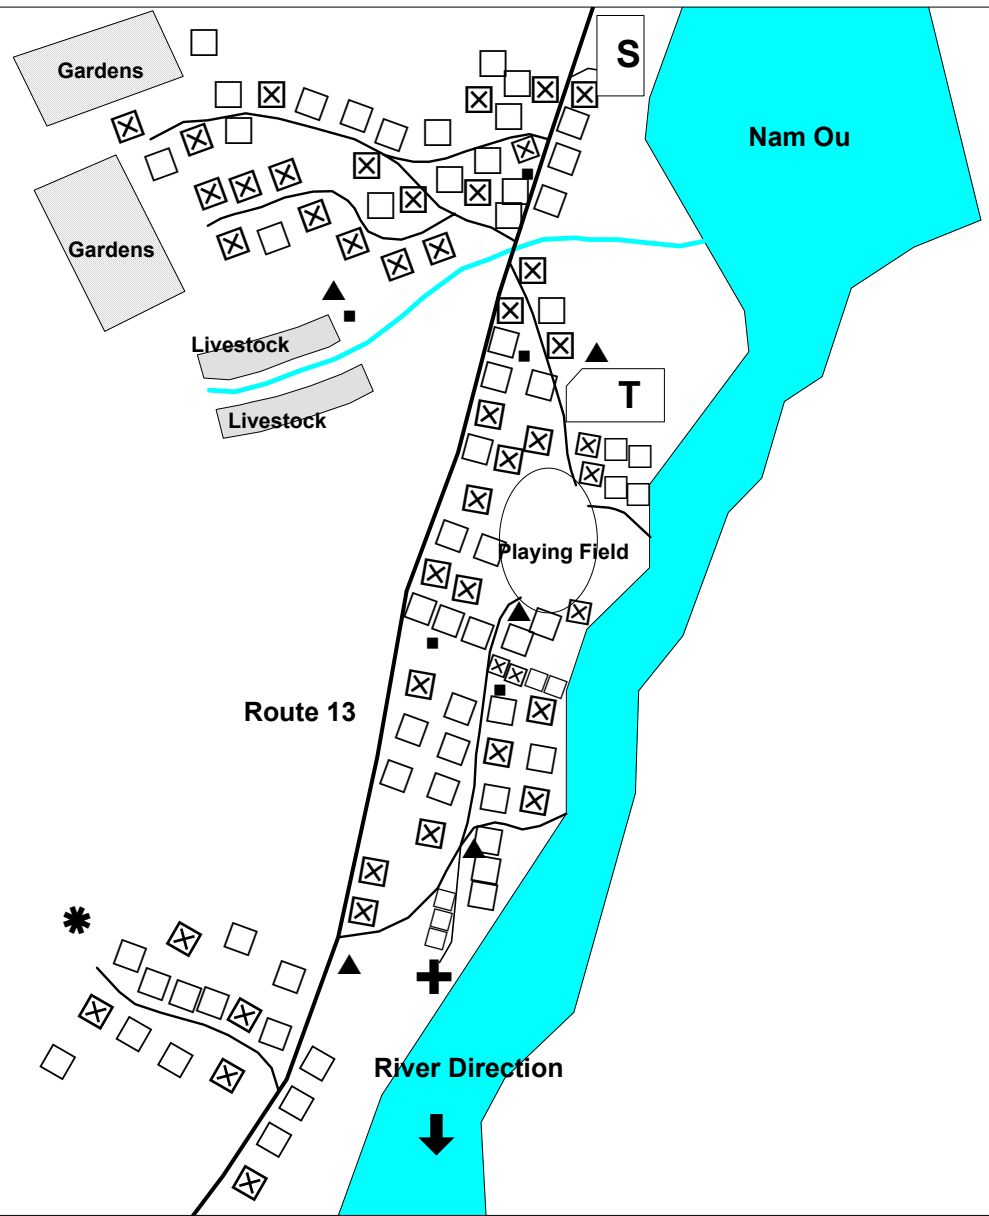 S
Gardens
Nam Ou
Gardens
Livestock
T
Livestock
Playing Field
Route 13
River Direction